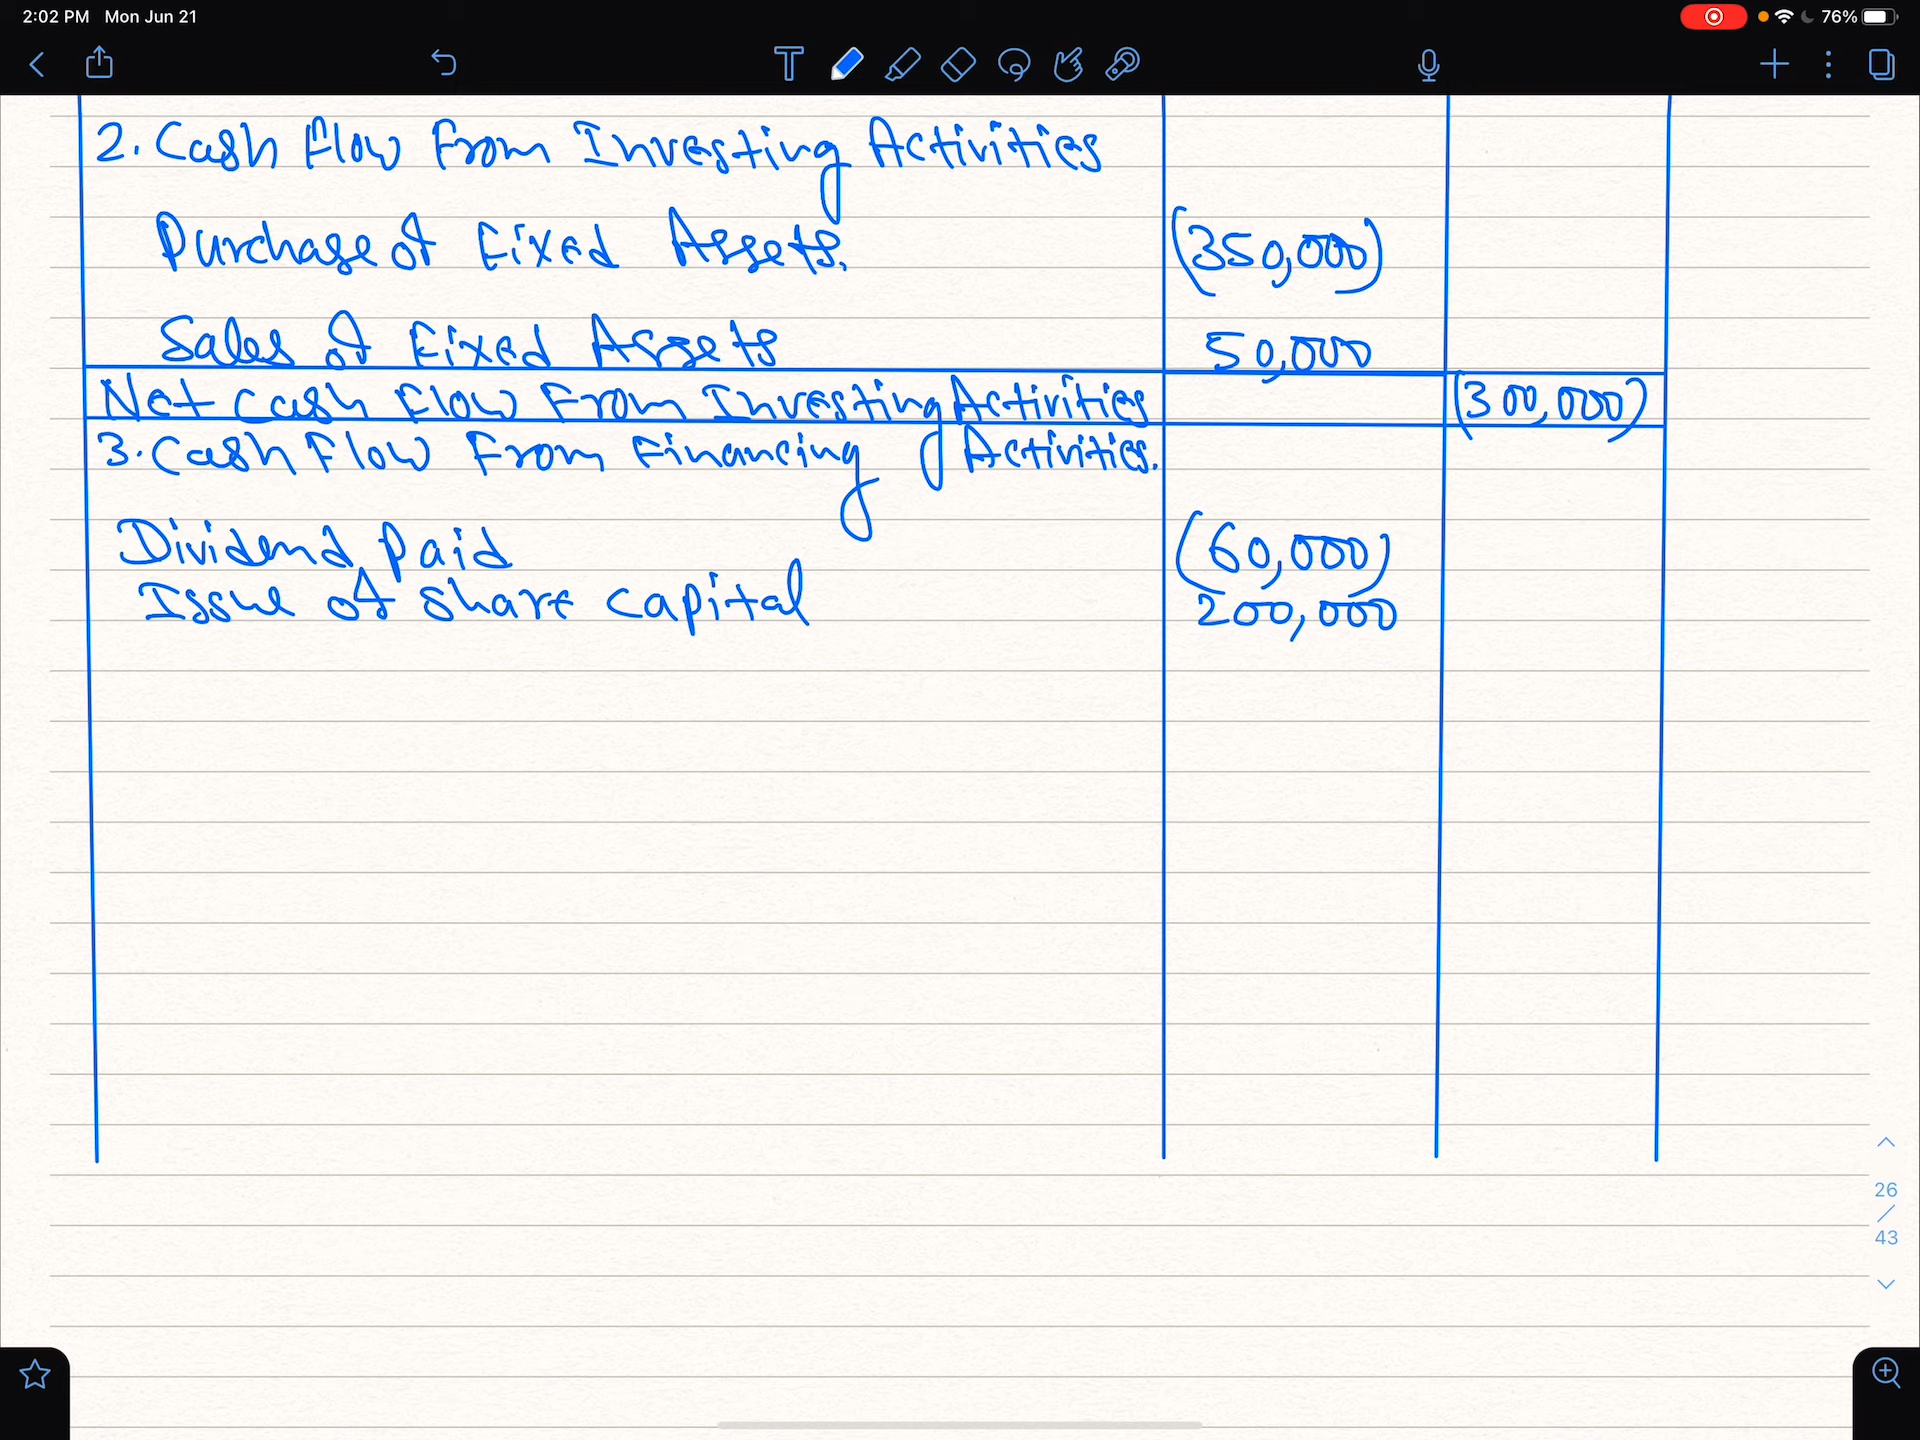 2:02 PM Mon Jun 21 76%
2. Cash Flow From Investing Activities
Purchase of Fixed Assets. (350,000)
Sales of Fixed Assets 50,000
Net Cash Flow From Investing Activities (300,000)
3. Cash Flow From Financing Activities.
Dividend Paid (60,000)
Issue of share capital 200,000
26
/
43